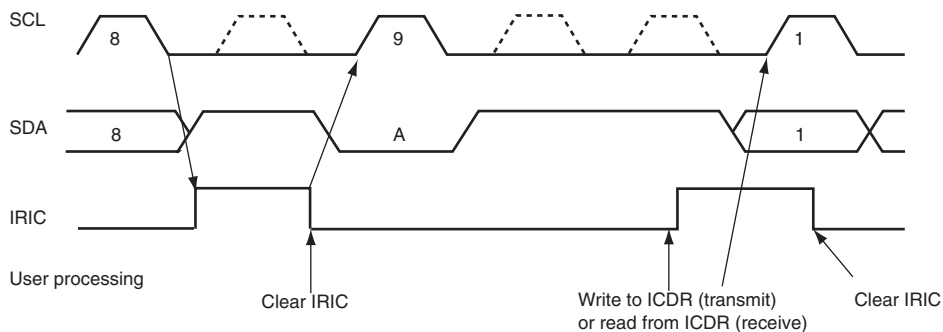 SCL
8
9
1
SDA
8
A
1
IRIC
User processing
Clear IRIC
Write to ICDR (transmit)
or read from ICDR (receive)
Clear IRIC